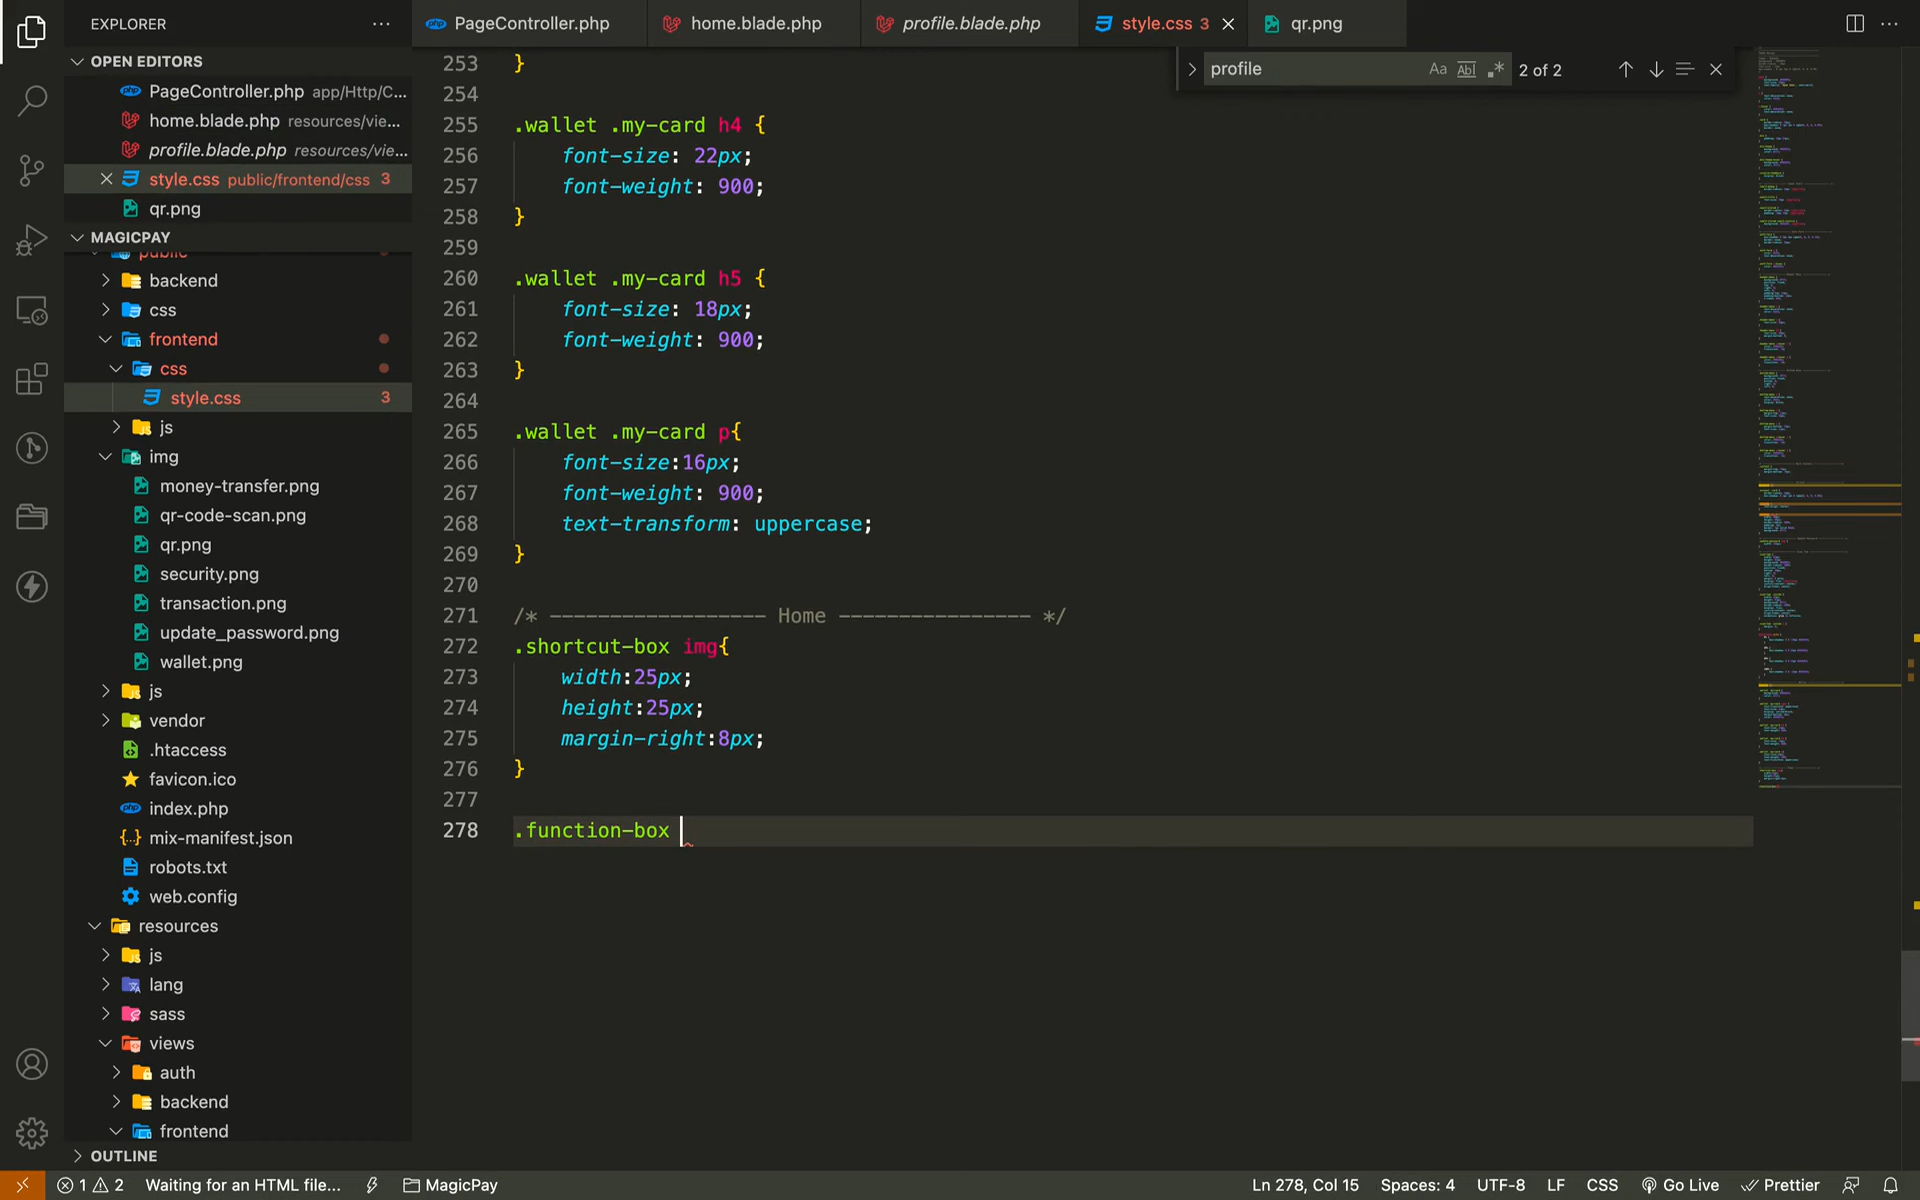 EXPLORER
PageController.php
home.blade.php
profile.blade.php
style.css 3
qr.png
OPEN EDITORS
PageController.php app/Http/C...
home.blade.php resources/vie...
profile.blade.php resources/vie...
style.css public/frontend/css 3
qr.png
MAGICPAY
public
backend
css
frontend
css
style.css 3
js
img
money-transfer.png
qr-code-scan.png
qr.png
security.png
transaction.png
update_password.png
wallet.png
js
vendor
.htaccess
favicon.ico
index.php
mix-manifest.json
robots.txt
web.config
resources
js
lang
sass
views
auth
backend
frontend
OUTLINE
profile
Aa Abl .* 2 of 2
253 }
254
255 .wallet .my-card h4 {
256 font-size: 22px;
257 font-weight: 900;
258 }
259
260 .wallet .my-card h5 {
261 font-size: 18px;
262 font-weight: 900;
263 }
264
265 .wallet .my-card p{
266 font-size:16px;
267 font-weight: 900;
268 text-transform: uppercase;
269 }
270
271 /* ------------------ Home ---------------- */
272 .shortcut-box img{
273 width:25px;
274 height:25px;
275 margin-right:8px;
276 }
277
278 .function-box
1 2 Waiting for an HTML file... MagicPay
Ln 278, Col 15 Spaces: 4 UTF-8 LF CSS Go Live Prettier